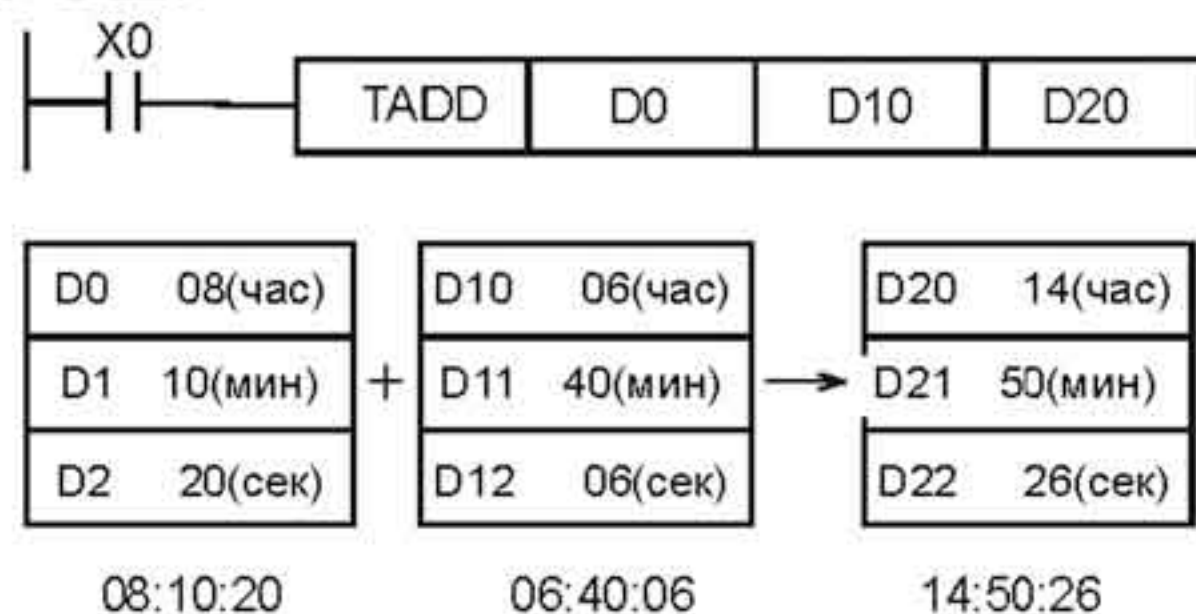 X0
TADD D0 D10 D20
D0 08(час) D10 06(час) D20 14(час)
D1 10(мин) + D11 40(мин) → D21 50(мин)
D2 20(сек) D12 06(сек) D22 26(сек)
08:10:20 06:40:06 14:50:26